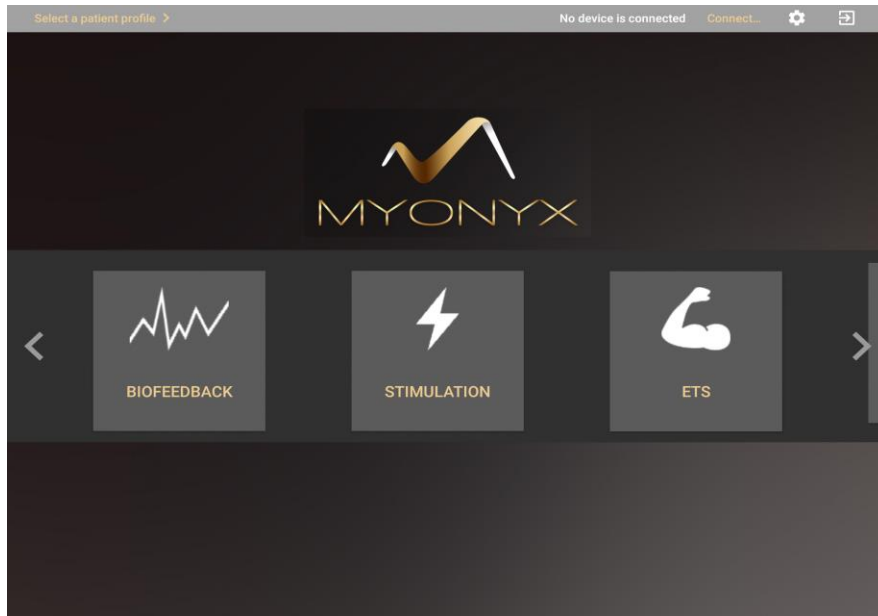 Select a patient profile
No device is connected
Connect...
MYONYX
BIOFEEDBACK
STIMULATION
ETS